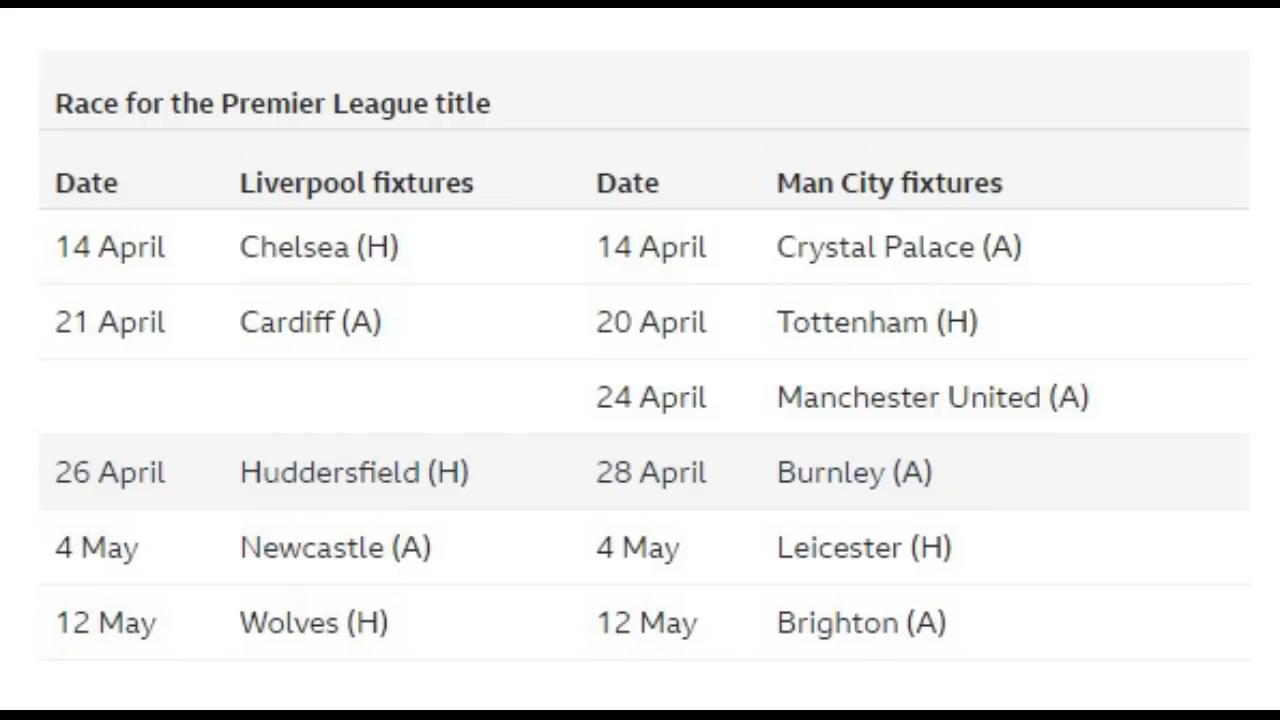 Race for the Premier League title
Date Liverpool fixtures Date Man City fixtures
14 April Chelsea (H) 14 April Crystal Palace (A)
21 April Cardiff (A) 20 April Tottenham (H)
24 April Manchester United (A)
26 April Huddersfield (H) 28 April Burnley (A)
4 May Newcastle (A) 4 May Leicester (H)
12 May Wolves (H) 12 May Brighton (A)